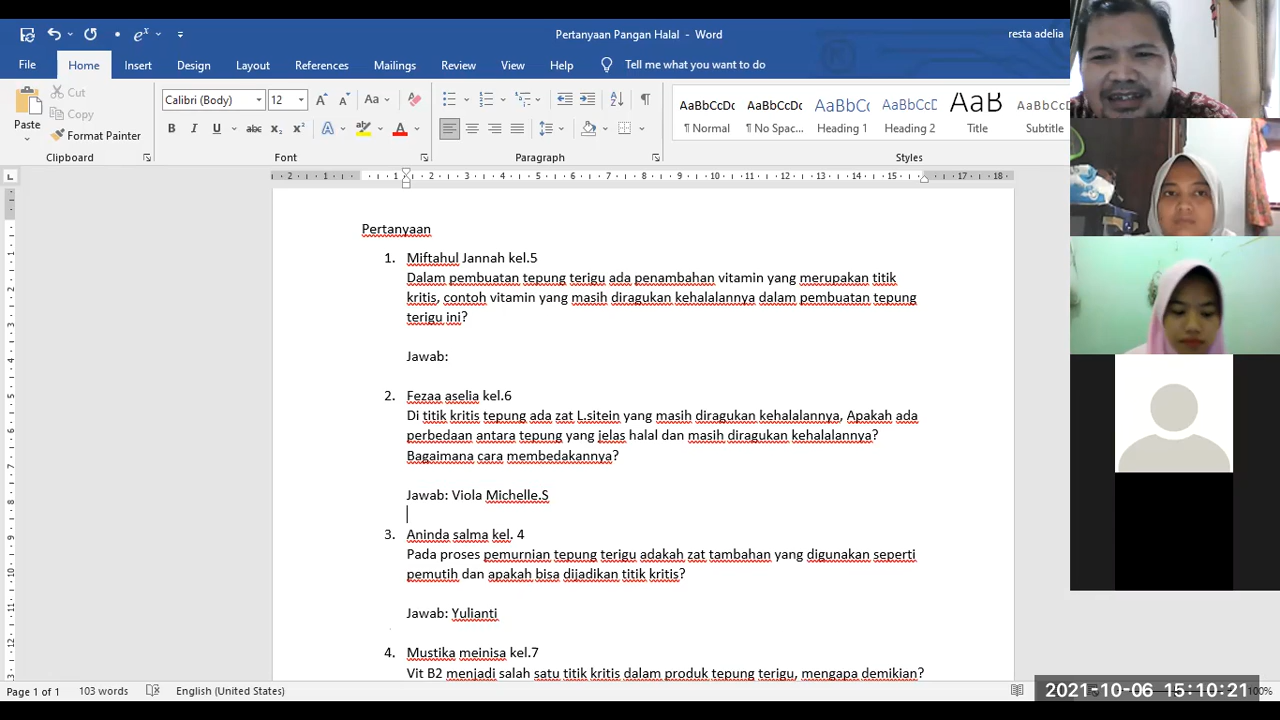 Pertanyaan Pangan Halal - Word
resta adelia
File Home Insert Design Layout References Mailings Review View Help Tell me what you want to do
Paste
Cut
Copy
Format Painter
Calibri (Body) 12
Clipboard Font Paragraph Styles
AaBbCcDc AaBbCcDc AaBbCc AaBbCcD AaB AaBbCcD
¶ Normal ¶ No Spac... Heading 1 Heading 2 Title Subtitle
Pertanyaan
1. Miftahul Jannah kel.5
Dalam pembuatan tepung terigu ada penambahan vitamin yang merupakan titik
kritis, contoh vitamin yang masih diragukan kehalalannya dalam pembuatan tepung
terigu ini?
Jawab:
2. Fezaa aselia kel.6
Di titik kritis tepung ada zat L.sitein yang masih diragukan kehalalannya, Apakah ada
perbedaan antara tepung yang jelas halal dan masih diragukan kehalalannya?
Bagaimana cara membedakannya?
Jawab: Viola Michelle.S
3. Aninda salma kel. 4
Pada proses pemurnian tepung terigu adakah zat tambahan yang digunakan seperti
pemutih dan apakah bisa dijadikan titik kritis?
Jawab: Yulianti
4. Mustika meinisa kel.7
Vit B2 menjadi salah satu titik kritis dalam produk tepung terigu, mengapa demikian?
Page 1 of 1 103 words English (United States)
2021-10-06 15:10:21
100%